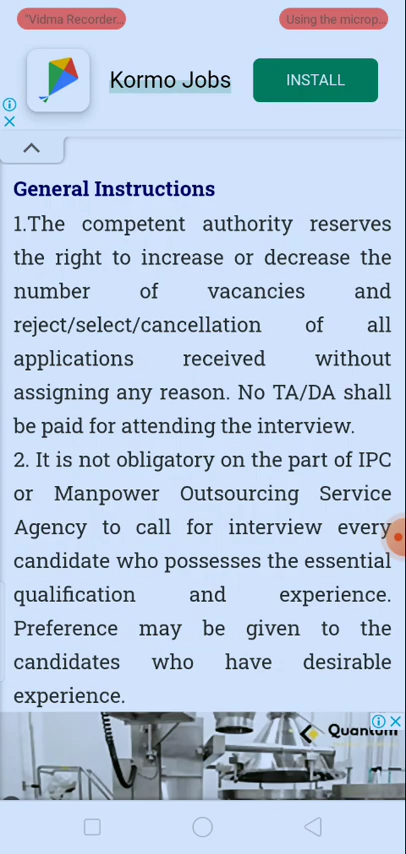 "Vidma Recorder...
Using the microp...
Kormo Jobs
INSTALL
General Instructions
1.The competent authority reserves
the right to increase or decrease the
number of vacancies and
reject/select/cancellation of all
applications received without
assigning any reason. No TA/DA shall
be paid for attending the interview.
2. It is not obligatory on the part of IPC
or Manpower Outsourcing Service
Agency to call for interview every
candidate who possesses the essential
qualification and experience.
Preference may be given to the
candidates who have desirable
experience.
Quantum